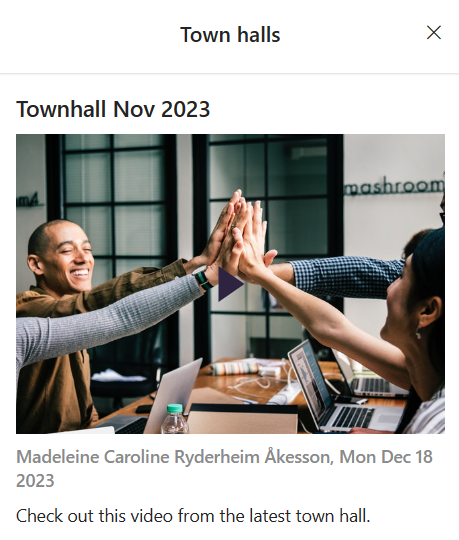 Town halls
Townhall Nov 2023
mashroom
Madeleine Caroline Ryderheim Åkesson, Mon Dec 18
2023
Check out this video from the latest town hall.